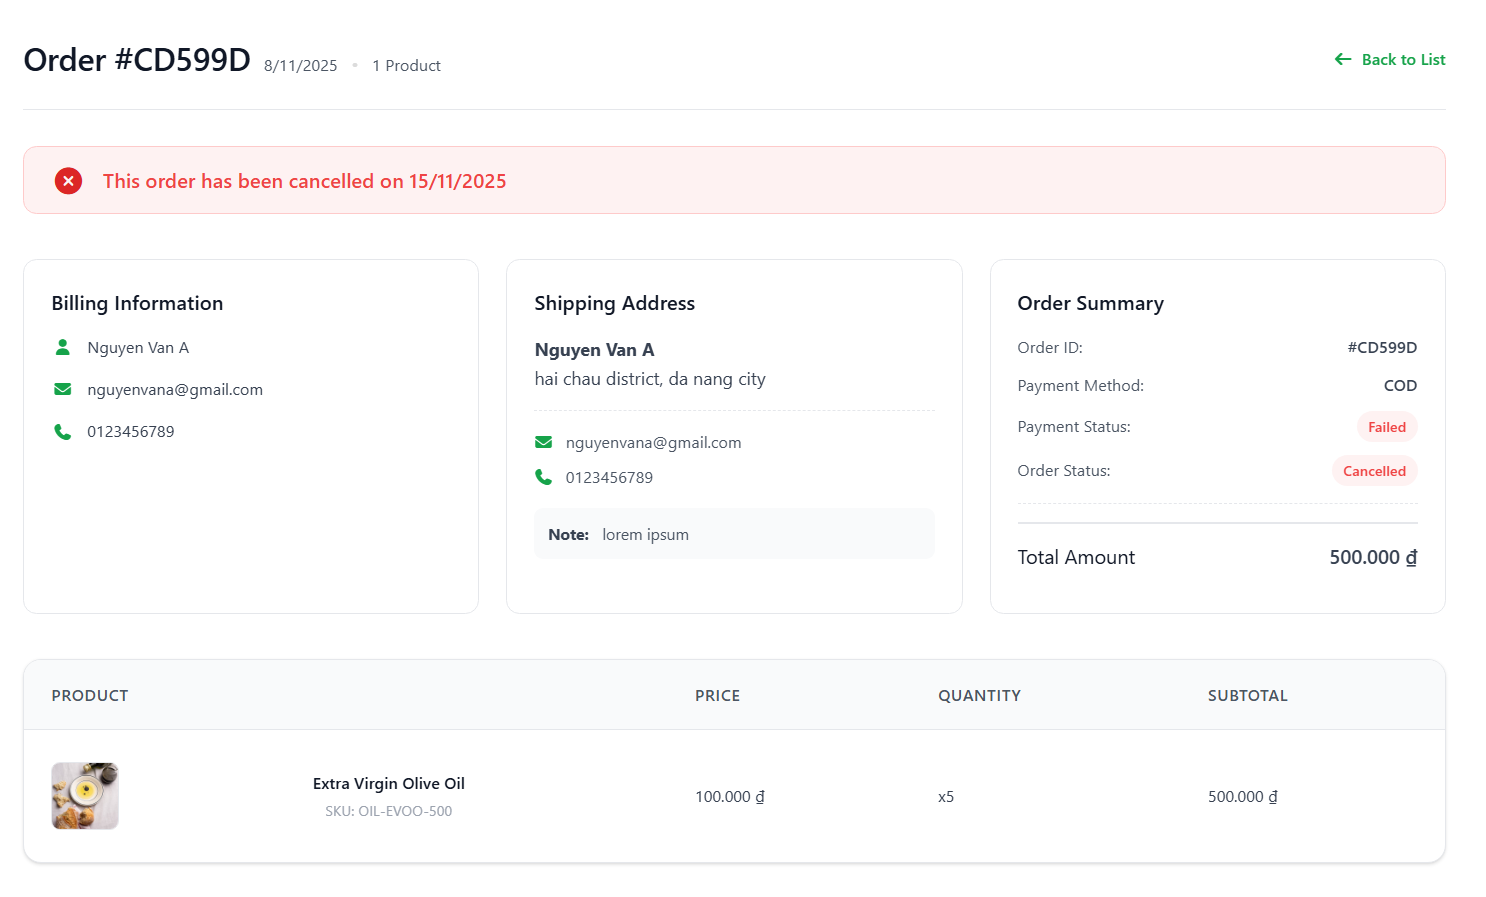 Order #CD599D 8/11/2025 • 1 Product
← Back to List
This order has been cancelled on 15/11/2025
Billing Information
Nguyen Van A
nguyenvana@gmail.com
0123456789
Shipping Address
Nguyen Van A
hai chau district, da nang city
nguyenvana@gmail.com
0123456789
Note: lorem ipsum
Order Summary
Order ID: #CD599D
Payment Method: COD
Payment Status: Failed
Order Status: Cancelled
Total Amount 500.000 ₫
PRODUCT PRICE QUANTITY SUBTOTAL
Extra Virgin Olive Oil 100.000 ₫ x5 500.000 ₫
SKU: OIL-EVOO-500